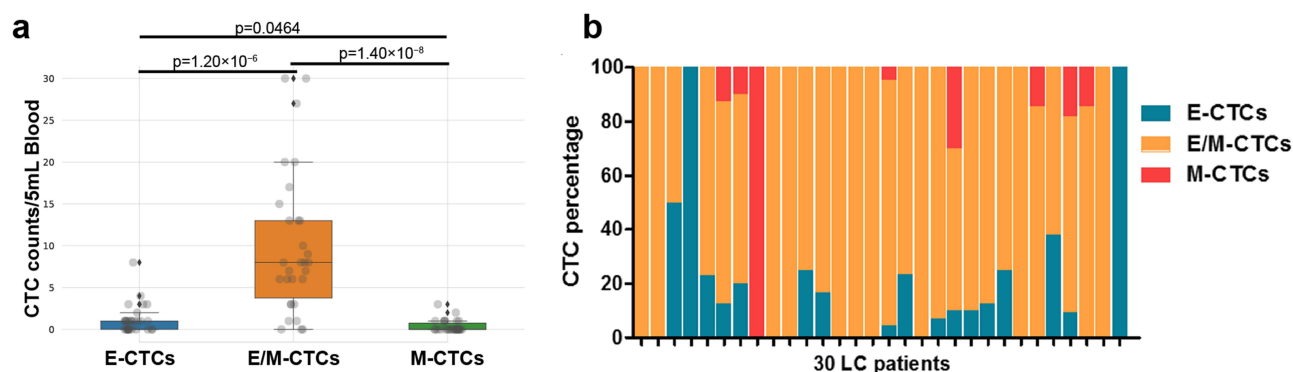 a
p=0.0464
p=1.20×10⁻⁶
p=1.40×10⁻⁸
CTC counts/5mL Blood
30
25
20
15
10
5
0
E-CTCs
E/M-CTCs
M-CTCs
b
CTC percentage
100
80
60
40
20
0
30 LC patients
E-CTCs
E/M-CTCs
M-CTCs